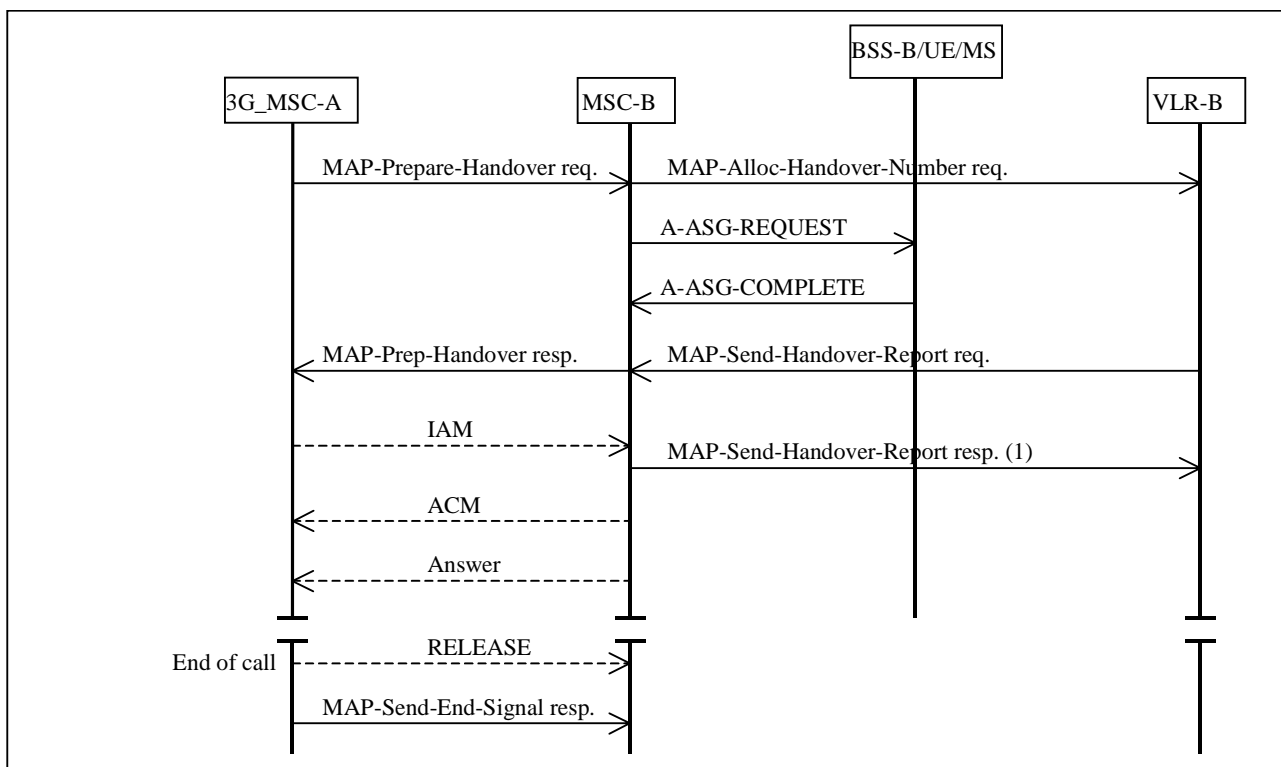 BSS-B/UE/MS
3G_MSC-A
MSC-B
VLR-B
MAP-Prepare-Handover req.
MAP-Alloc-Handover-Number req.
A-ASG-REQUEST
A-ASG-COMPLETE
MAP-Prep-Handover resp.
MAP-Send-Handover-Report req.
IAM
MAP-Send-Handover-Report resp. (1)
ACM
Answer
RELEASE
End of call
MAP-Send-End-Signal resp.